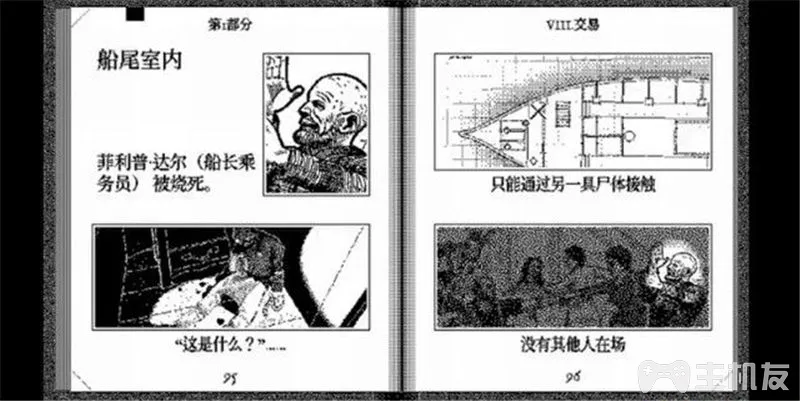 第1部分
船尾室内
菲利普·达尔（船长乘
务员） 被烧死。
“这是什么？”……
95
VIII.交易
只能通过另一具尸体接触
没有其他人在场
96
主机友